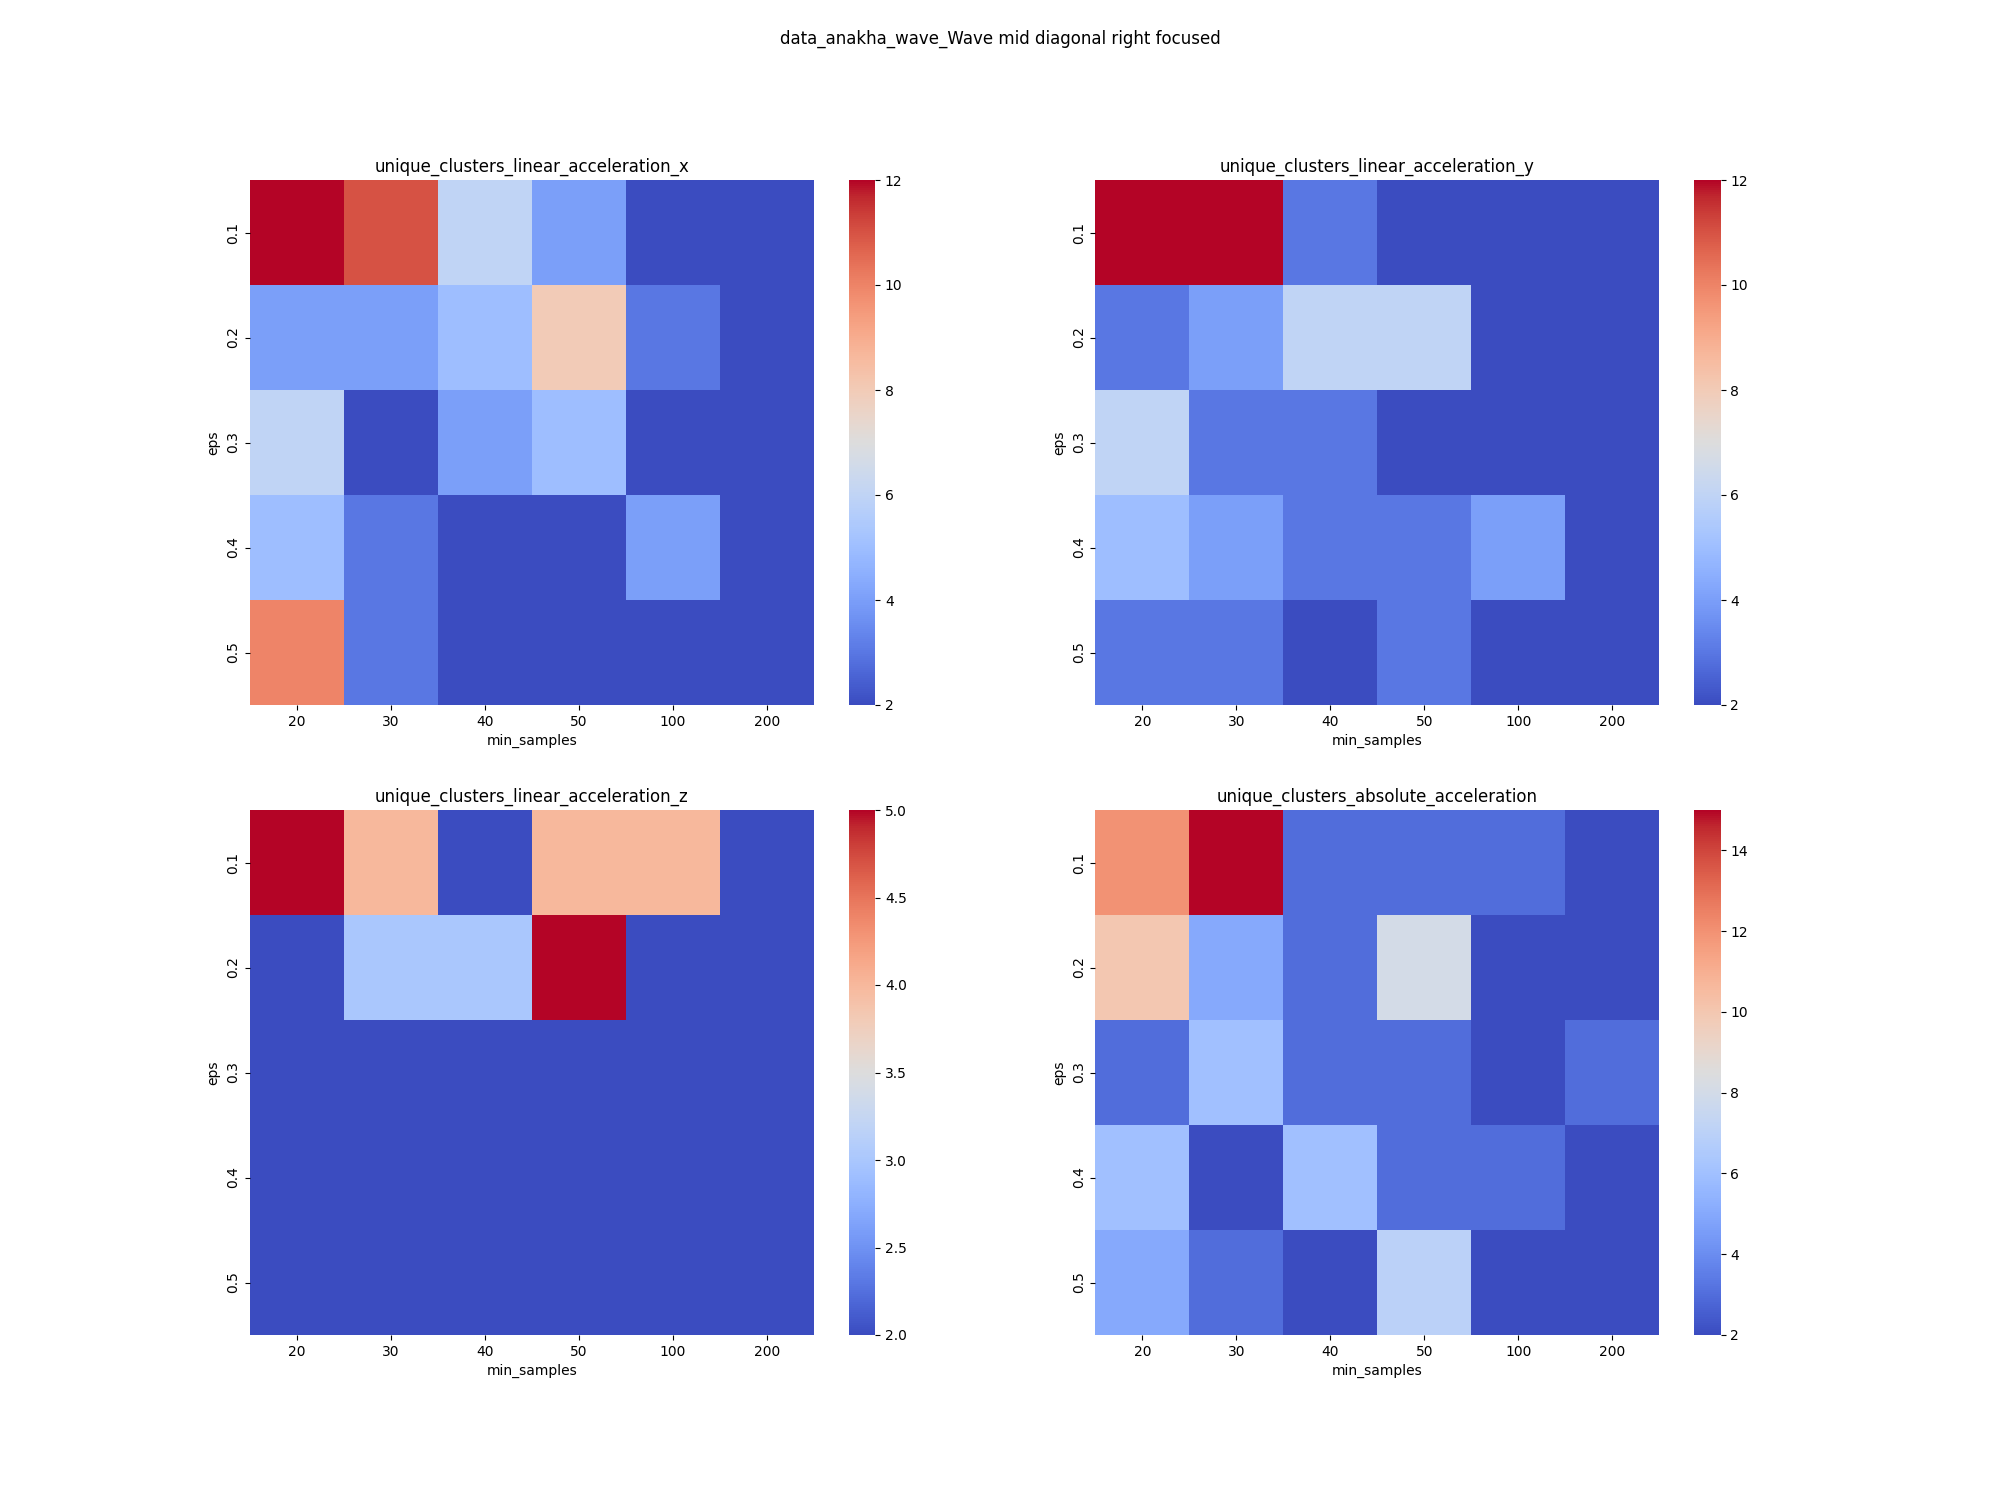 data_anakha_wave_Wave mid diagonal right focused
unique_clusters_linear_acceleration_x
eps
0.1
0.2
0.3
0.4
0.5
20 30 40 50 100 200
min_samples
12
10
8
6
4
2
unique_clusters_linear_acceleration_y
eps
0.1
0.2
0.3
0.4
0.5
20 30 40 50 100 200
min_samples
12
10
8
6
4
2
unique_clusters_linear_acceleration_z
eps
0.1
0.2
0.3
0.4
0.5
20 30 40 50 100 200
min_samples
5.0
4.5
4.0
3.5
3.0
2.5
2.0
unique_clusters_absolute_acceleration
eps
0.1
0.2
0.3
0.4
0.5
20 30 40 50 100 200
min_samples
14
12
10
8
6
4
2